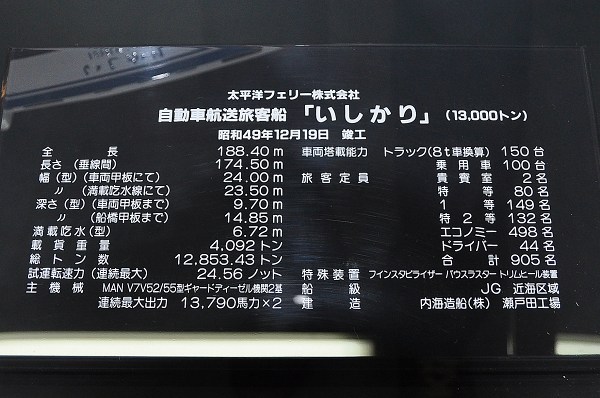 太平洋フェリー株式会社
自動車航送旅客船 「いしかり」 (13,000トン)
昭和49年12月19日 竣工
全長 188.40m
長さ(垂線間) 174.50m
幅(型)(車両甲板にて) 24.00m
〃(満載吃水線にて) 23.50m
深さ(型)(車両甲板まで) 9.70m
〃(船橋甲板まで) 14.85m
満載吃水(型) 6.72m
載貨重量 4,092トン
総トン数 12,853.43トン
試運転速力(連続最大) 24.56ノット
主機械 MAN V7V52/55型ギヤードディーゼル機関2基
連続最大出力 13,790馬力×2
車両塔載能力 トラック(8t車換算) 150台
乗用車 100台
旅客定員 貴賓室 2名
特等 80名
1等 149名
特2等 132名
エコノミー 498名
ドライバー 44名
合計 905名
特殊装置 フインスタビライザー バウスラスター トリムヒール装置
船級 JG 近海区域
建造 内海造船(株) 瀬戸田工場